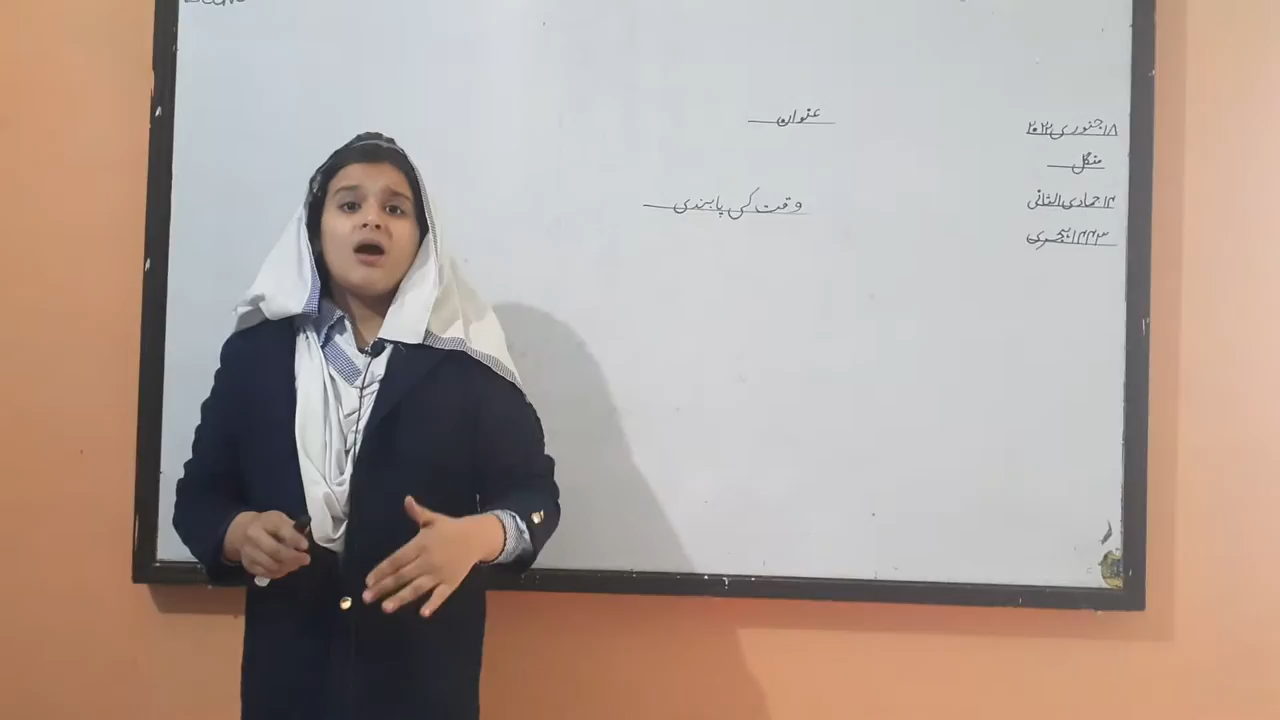 عنوان
وقت کی پابندی
۱۸ جنوری ۲۰۲۲
منگل
۱۴ جمادی الثانی
۱۴۴۳ ہجری